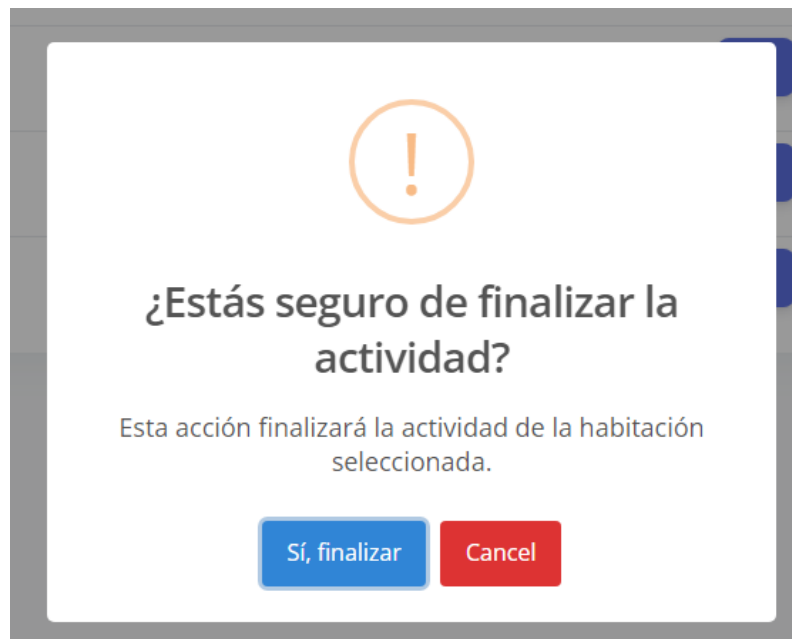 !
¿Estás seguro de finalizar la
actividad?
Esta acción finalizará la actividad de la habitación
seleccionada.
Sí, finalizar
Cancel